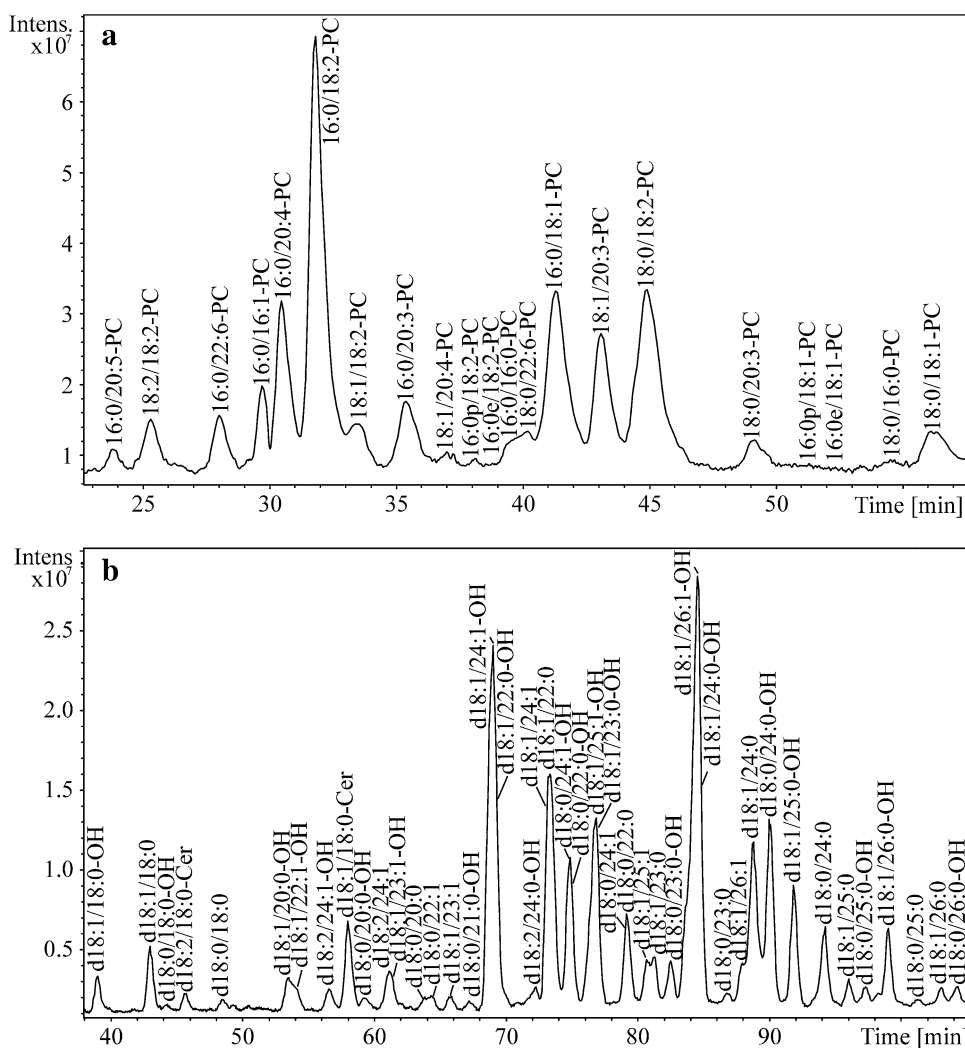 Intens.
x10⁷
a
6
5
4
3
2
1
16:0/20:5-PC
18:2/18:2-PC
16:0/22:6-PC
16:0/16:1-PC
16:0/20:4-PC
16:0/18:2-PC
18:1/18:2-PC
16:0/20:3-PC
18:1/20:4-PC
16:0p/18:2-PC
16:0e/18:2-PC
16:0/16:0-PC
18:0/22:6-PC
16:0/18:1-PC
18:1/20:3-PC
18:0/18:2-PC
18:0/20:3-PC
16:0p/18:1-PC
16:0e/18:1-PC
18:0/16:0-PC
18:0/18:1-PC
25 30 35 40 45 50 Time [min]
Intens
x10⁷
b
2.5
2.0
1.5
1.0
0.5
d18:1/18:0-OH
d18:1/18:0
d18:0/18:0-OH
d18:2/18:0-Cer
d18:0/18:0
d18:1/20:0-OH
d18:1/22:1-OH
d18:2/24:1-OH
d18:1/18:0-Cer
d18:0/20:0-OH
d18:2/24:1
d18:1/23:1-OH
d18:0/20:0
d18:0/22:1
d18:1/23:1
d18:0/21:0-OH
d18:1/24:1-OH
d18:1/22:0-OH
d18:2/24:0-OH
d18:1/24:1
d18:1/22:0
d18:0/24:1-OH
d18:0/22:0-OH
d18:1/25:1-OH
d18:1/23:0-OH
d18:0/24:1
d18:0/22:0
d18:1/25:1
d18:1/23:0
d18:0/23:0-OH
d18:1/26:1-OH
d18:1/24:0-OH
d18:0/23:0
d18:1/26:1
d18:1/24:0
d18:0/24:0-OH
d18:1/25:0-OH
d18:0/24:0
d18:1/25:0
d18:0/25:0-OH
d18:1/26:0-OH
d18:0/25:0
d18:1/26:0
d18:0/26:0-OH
40 50 60 70 80 90 Time [min]